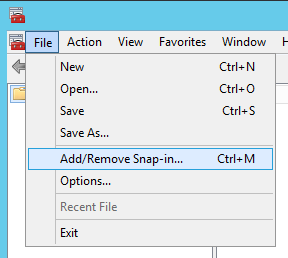 File Action View Favorites Window H
New Ctrl+N
Open... Ctrl+O
Save Ctrl+S
Save As...
Add/Remove Snap-in... Ctrl+M
Options...
Recent File
Exit